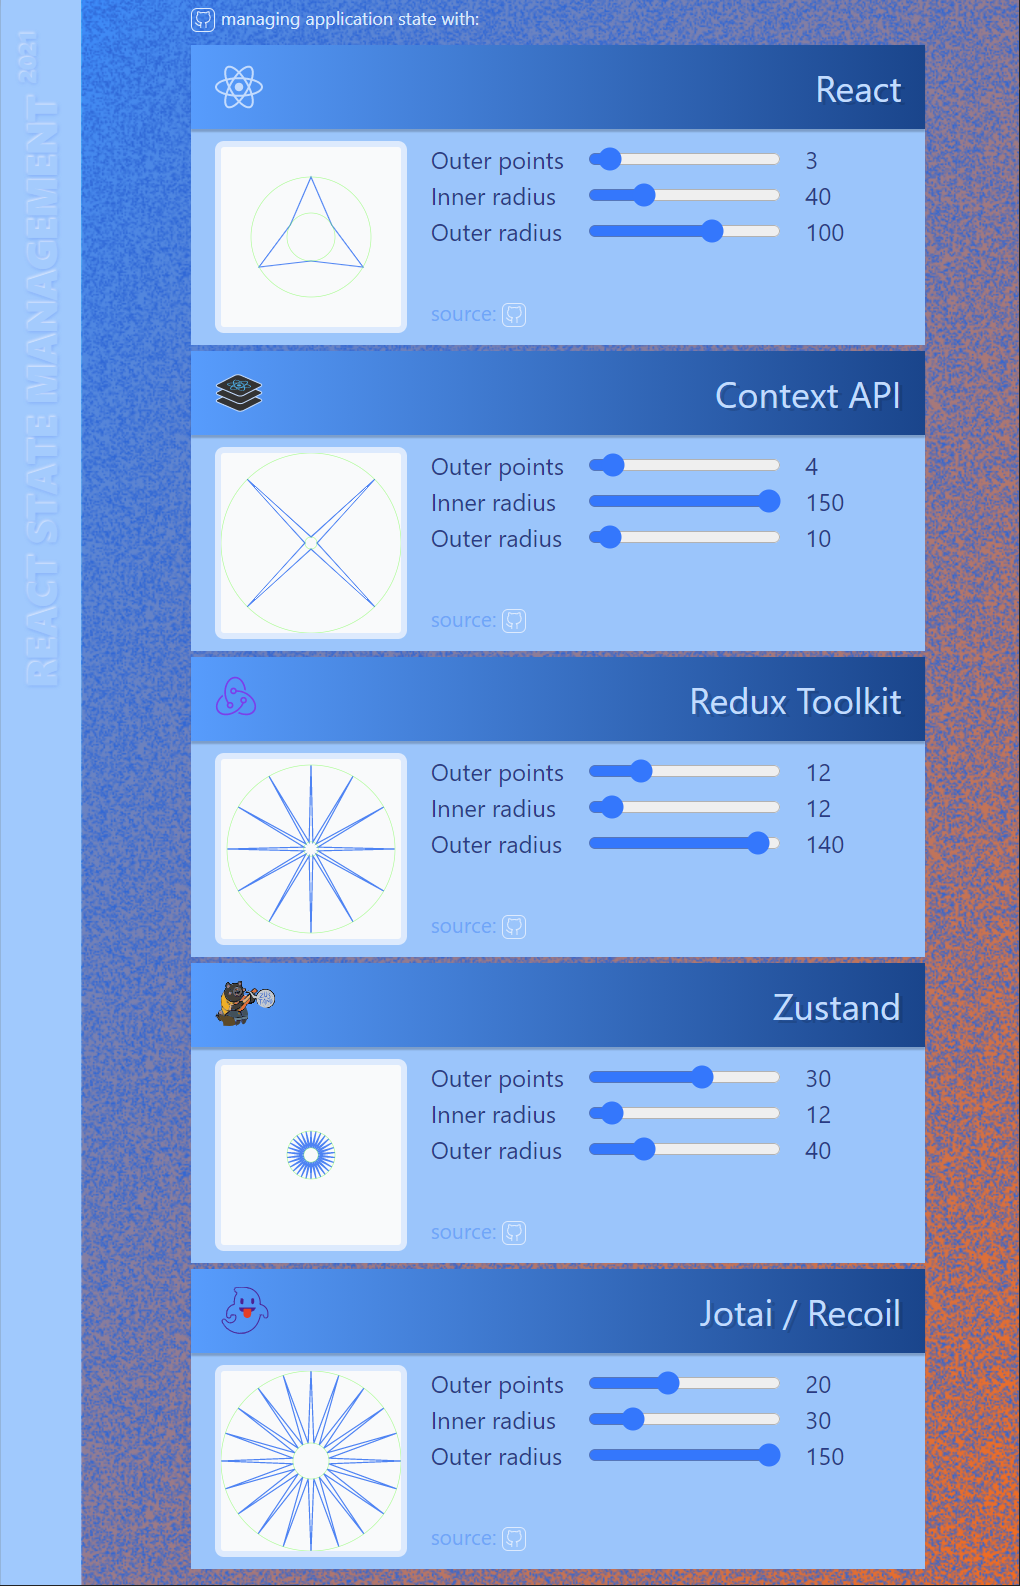 REACT STATE MANAGEMENT 2021
managing application state with:
React
Outer points 3
Inner radius 40
Outer radius 100
source:
Context API
Outer points 4
Inner radius 150
Outer radius 10
source:
Redux Toolkit
Outer points 12
Inner radius 12
Outer radius 140
source:
Zustand
Outer points 30
Inner radius 12
Outer radius 40
source:
Jotai / Recoil
Outer points 20
Inner radius 30
Outer radius 150
source: